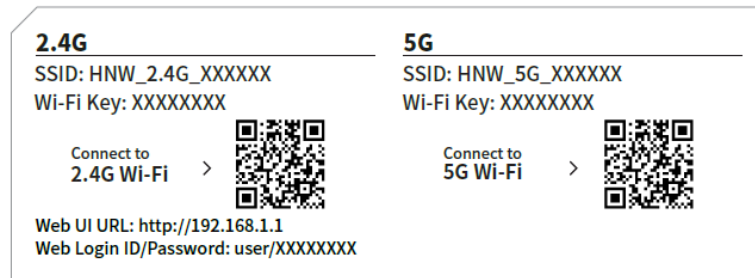 2.4G
SSID: HNW_2.4G_XXXXXX
Wi-Fi Key: XXXXXXXX
Connect to
2.4G Wi-Fi >
Web UI URL: http://192.168.1.1
Web Login ID/Password: user/XXXXXXXX
5G
SSID: HNW_5G_XXXXXX
Wi-Fi Key: XXXXXXXX
Connect to
5G Wi-Fi >